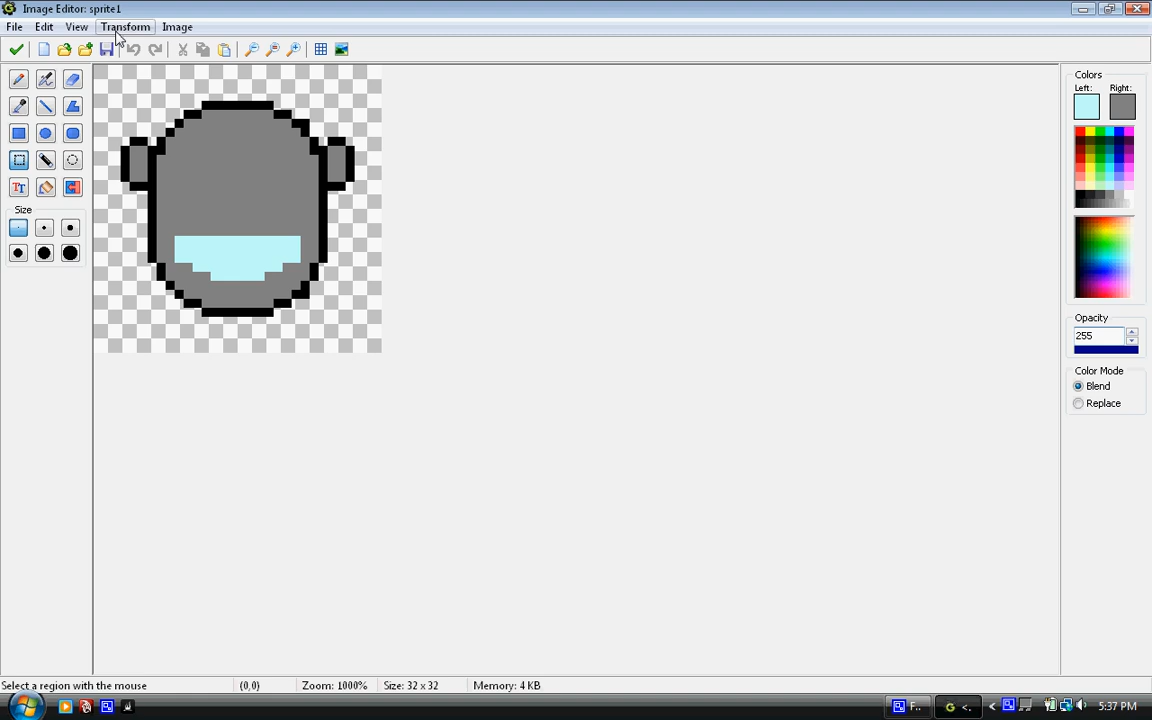 Image Editor: sprite1
File Edit View Transform Image
Colors
Left: Right:
TT
Size
Opacity
255
Color Mode
Blend
Replace
Select a region with the mouse (0,0) Zoom: 1000% Size: 32 x 32 Memory: 4 KB
F.. <. 5:37 PM